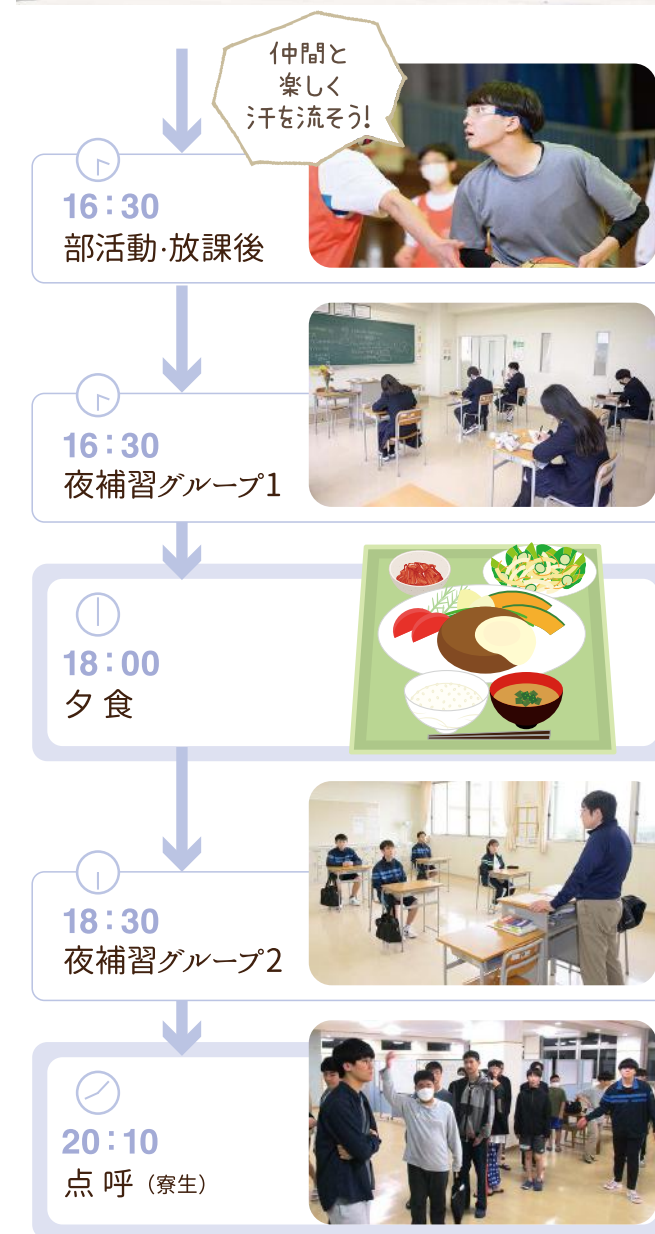 仲間と
楽しく
汗を流そう!
16:30
部活動·放課後
16:30
夜補習グループ1
18:00
夕 食
18:30
夜補習グループ2
20:10
点 呼（寮生）